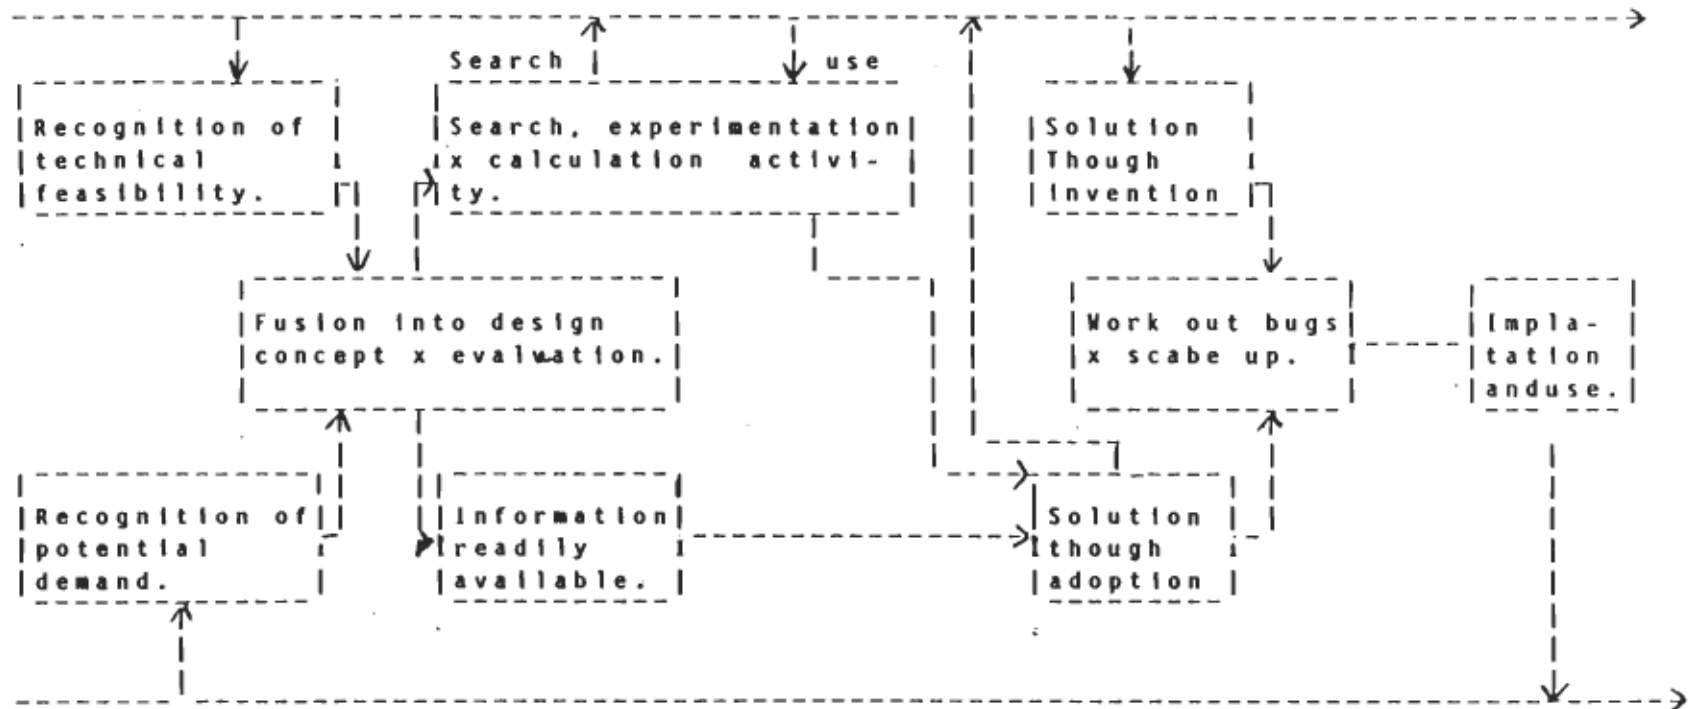 Search
use
Recognition of
technical
feasibility.
Search, experimentation
x calculation activi-
ty.
Solution
Though
invention
Fusion into design
concept x evaluation.
Work out bugs
x scabe up.
Impla-
tation
anduse.
Recognition of
potential
demand.
Information
readily
available.
Solution
though
adoption